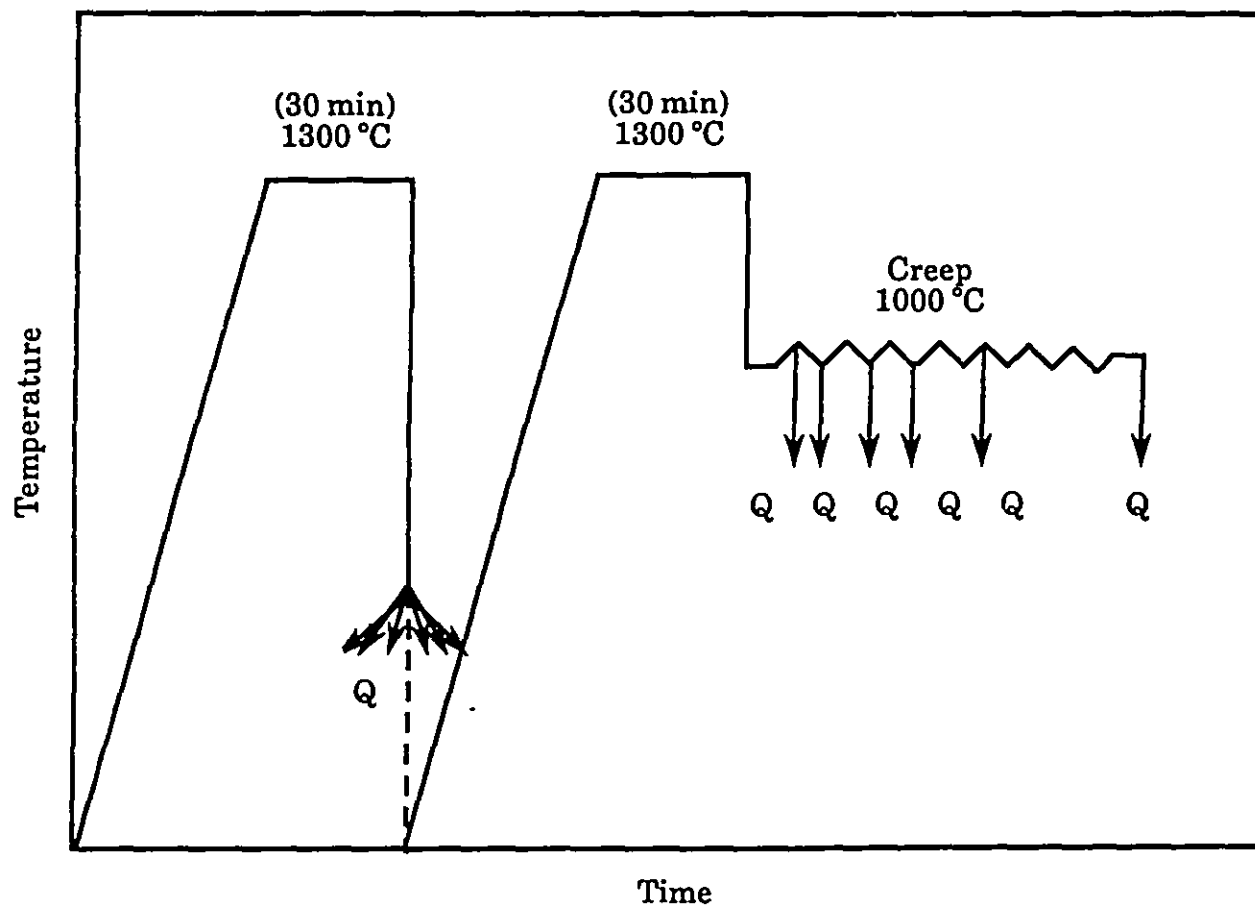 (30 min)
1300 °C
(30 min)
1300 °C
Creep
1000 °C
Temperature
Q Q Q Q Q Q
Q
Time